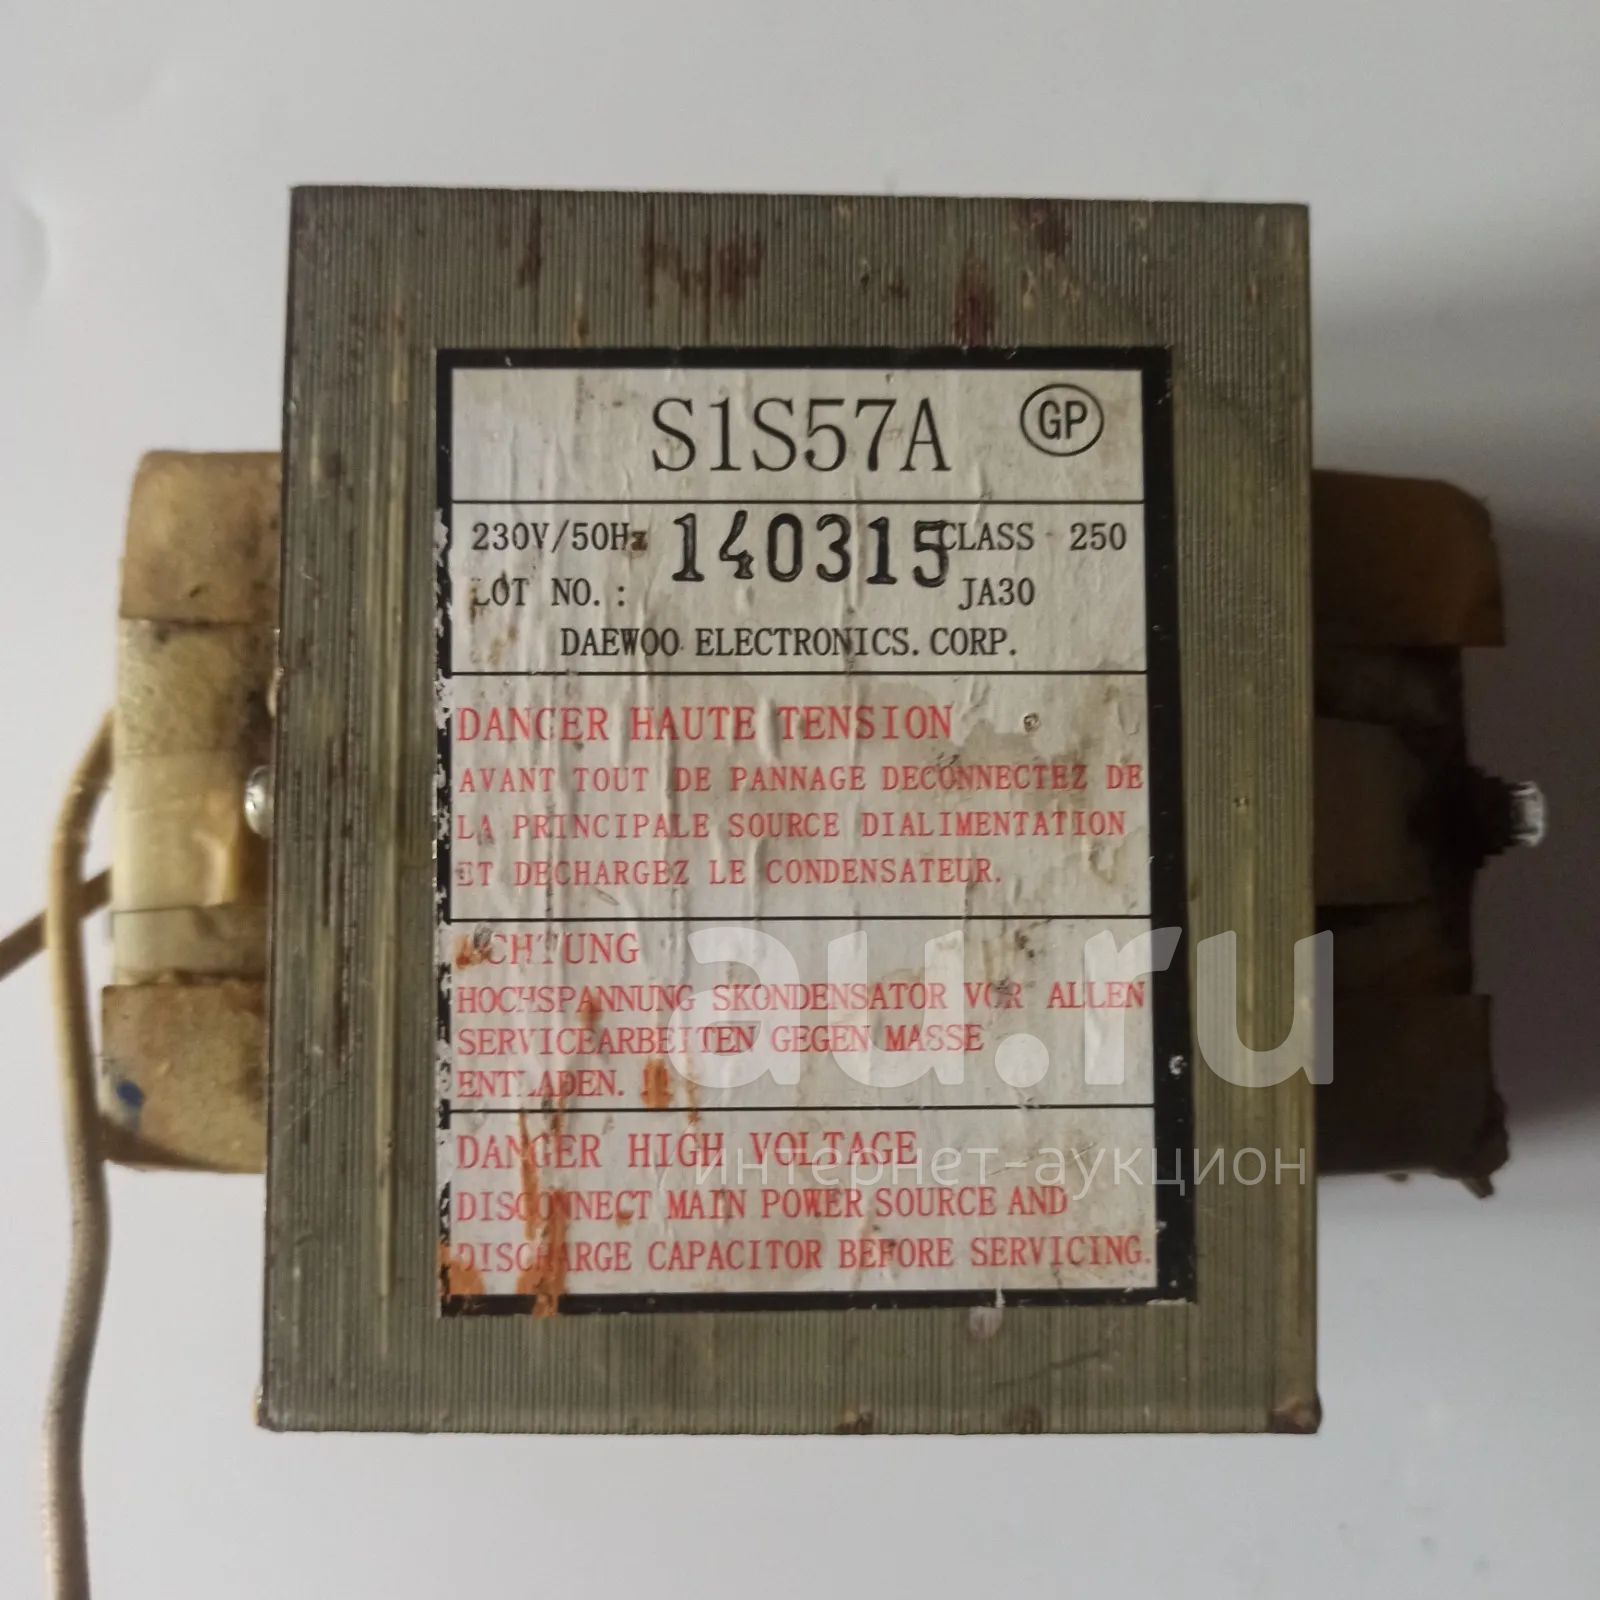 S1S57A GP
230V/50Hz 140315 CLASS 250
LOT NO.: JA30
DAEWOO ELECTRONICS. CORP.
DANGER HAUTE TENSION
AVANT TOUT DE PANNAGE DECONNECTEZ DE
LA PRINCIPALE SOURCE DIALIMENTATION
ET DECHARGEZ LE CONDENSATEUR.
ACHTUNG
HOCHSPANNUNG SKONDENSATOR VOR ALLEN
SERVICEARBEITEN GEGEN MASSE
ENTLADEN. !!
DANGER HIGH VOLTAGE
DISCONNECT MAIN POWER SOURCE AND
DISCHARGE CAPACITOR BEFORE SERVICING.
au.ru
интернет-аукцион